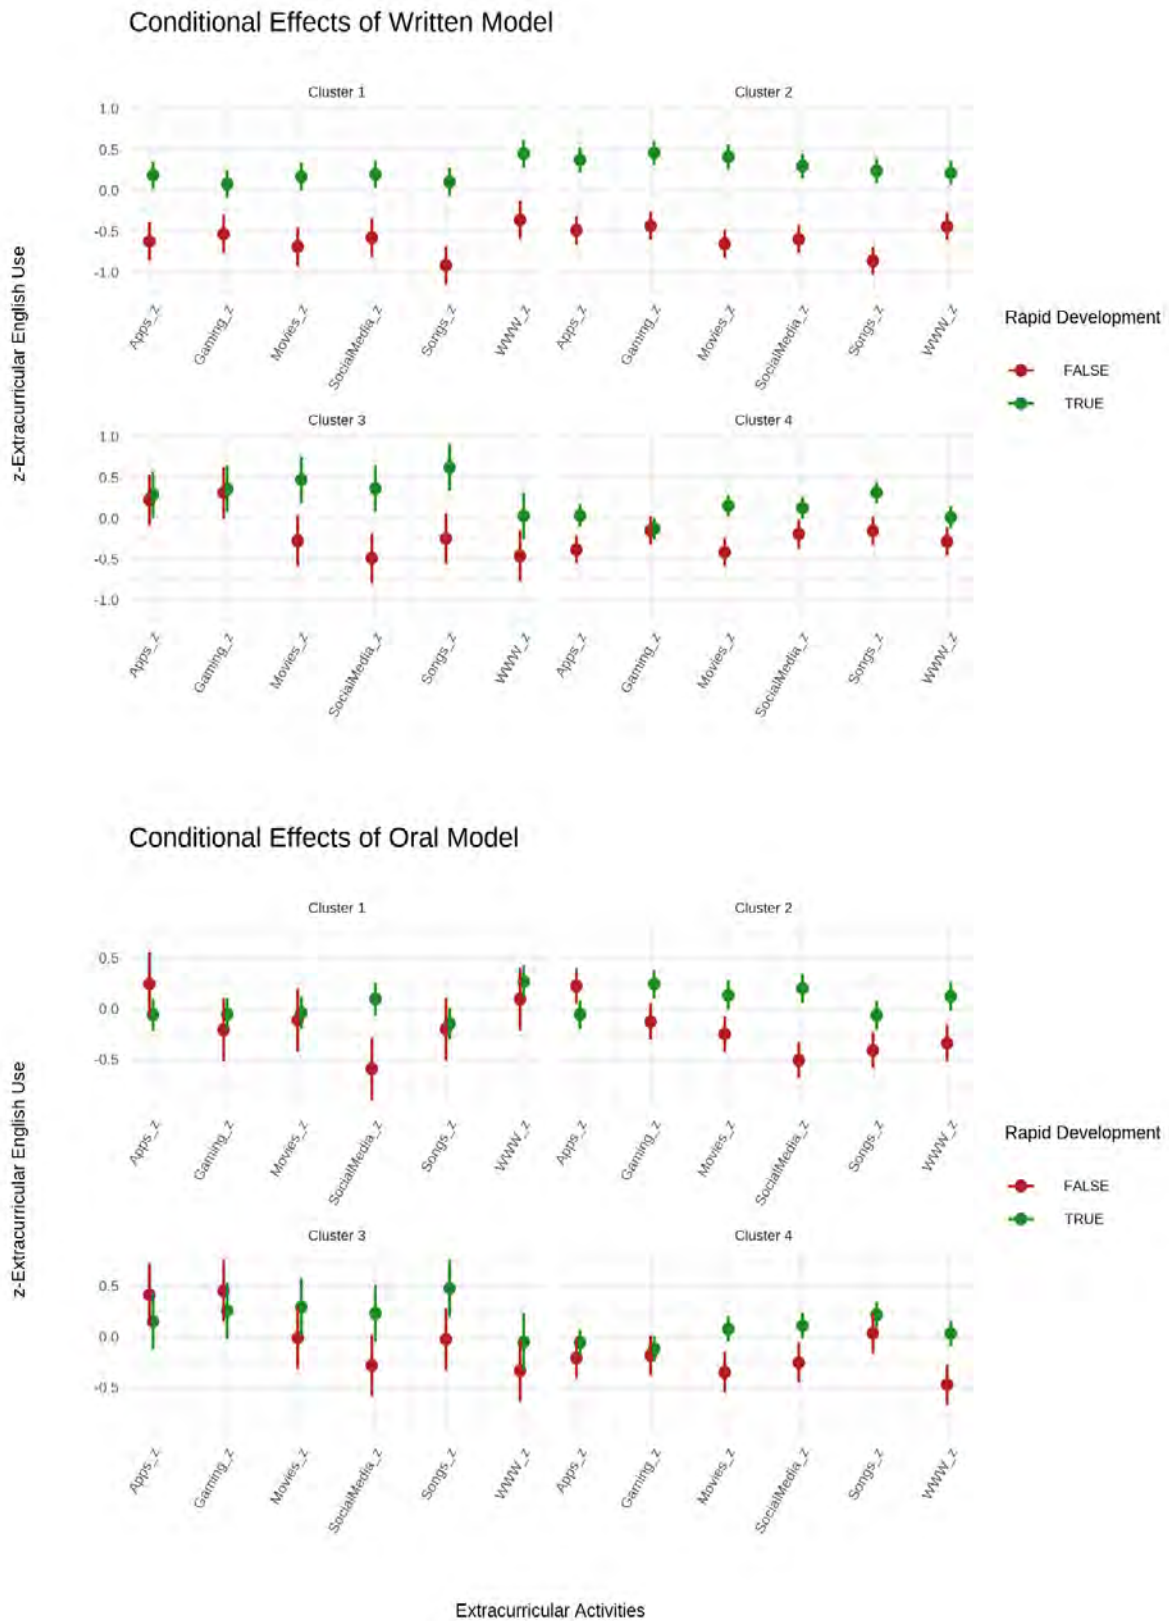 Conditional Effects of Written Model
Cluster 1
Cluster 2
1.0
0.5
0.0
-0.5
-1.0
Apps_z
Gaming_z
Movies_z
SocialMedia_z
Songs_z
WWW_z
Apps_z
Gaming_z
Movies_z
SocialMedia_z
Songs_z
WWW_z
z-Extracurricular English Use
Rapid Development
FALSE
TRUE
Cluster 3
Cluster 4
1.0
0.5
0.0
-0.5
-1.0
Apps_z
Gaming_z
Movies_z
SocialMedia_z
Songs_z
WWW_z
Apps_z
Gaming_z
Movies_z
SocialMedia_z
Songs_z
WWW_z
Conditional Effects of Oral Model
Cluster 1
Cluster 2
0.5
0.0
-0.5
Apps_z
Gaming_z
Movies_z
SocialMedia_z
Songs_z
WWW_z
Apps_z
Gaming_z
Movies_z
SocialMedia_z
Songs_z
WWW_z
z-Extracurricular English Use
Rapid Development
FALSE
TRUE
Cluster 3
Cluster 4
0.5
0.0
-0.5
Apps_z
Gaming_z
Movies_z
SocialMedia_z
Songs_z
WWW_z
Apps_z
Gaming_z
Movies_z
SocialMedia_z
Songs_z
WWW_z
Extracurricular Activities